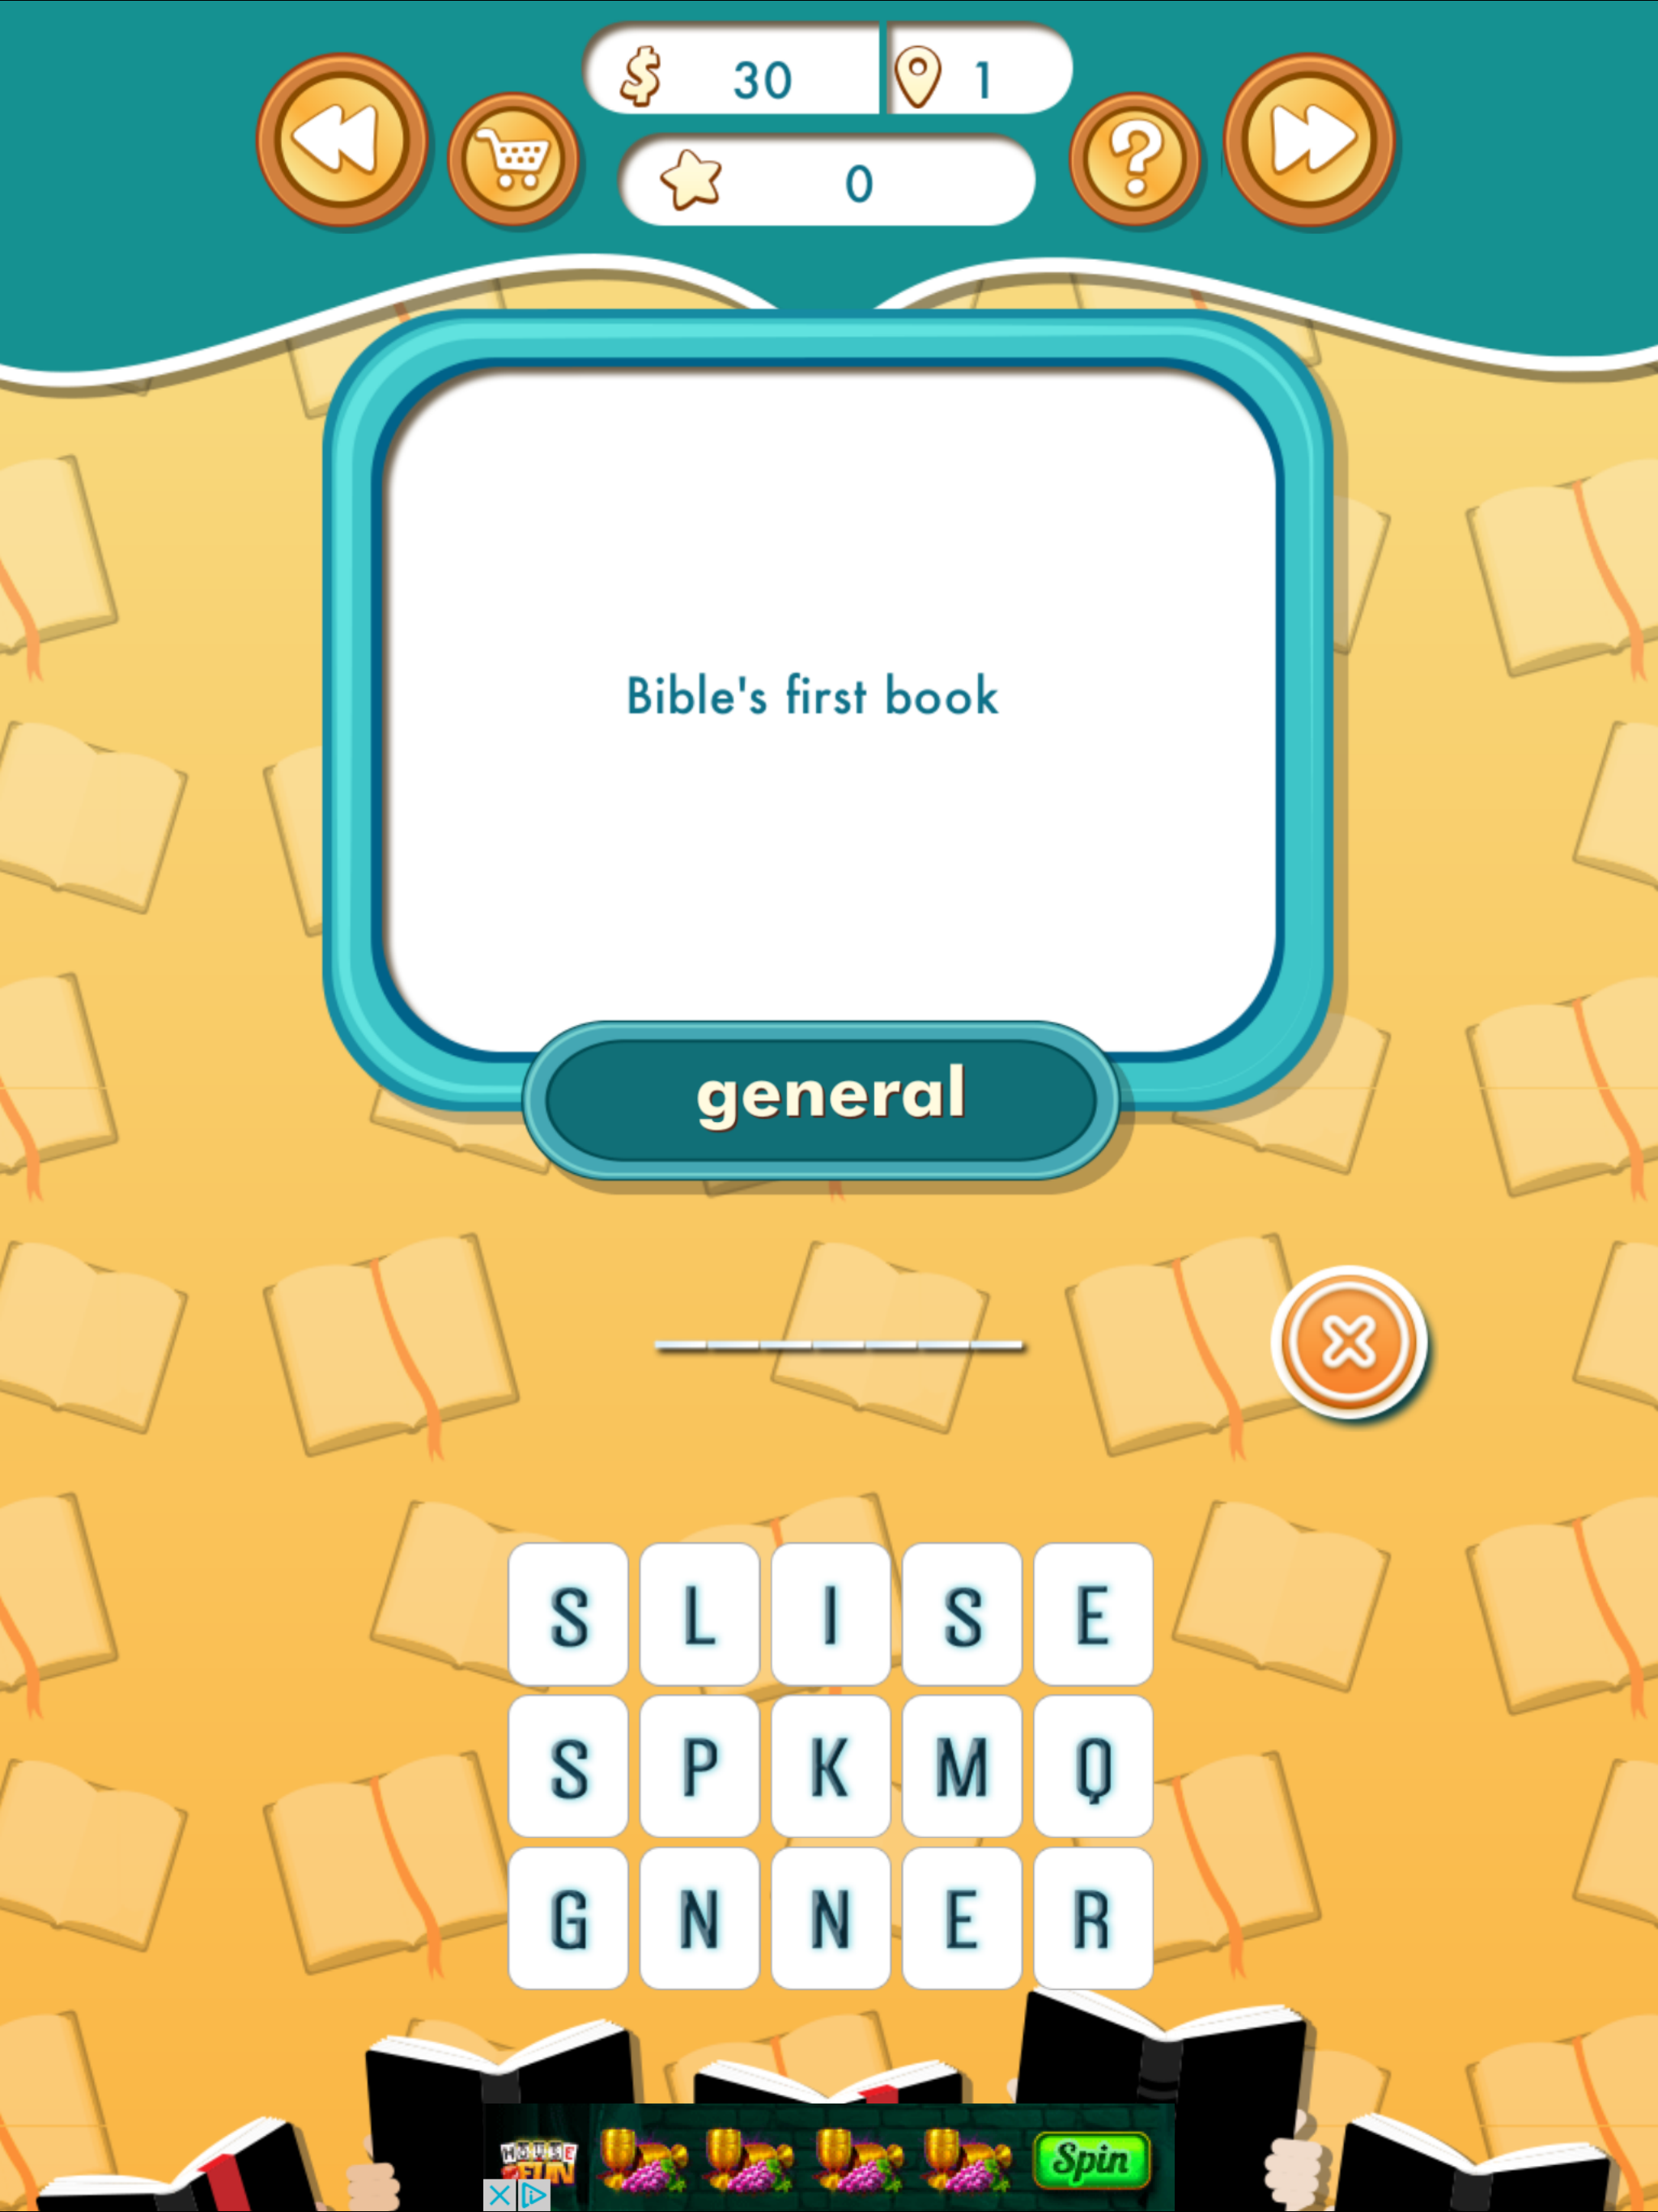 $ 30 1
? 
0
Bible's first book
general
S L I S E
S P K M Q
G N N E R
HOUSE
OF FUN
Spin